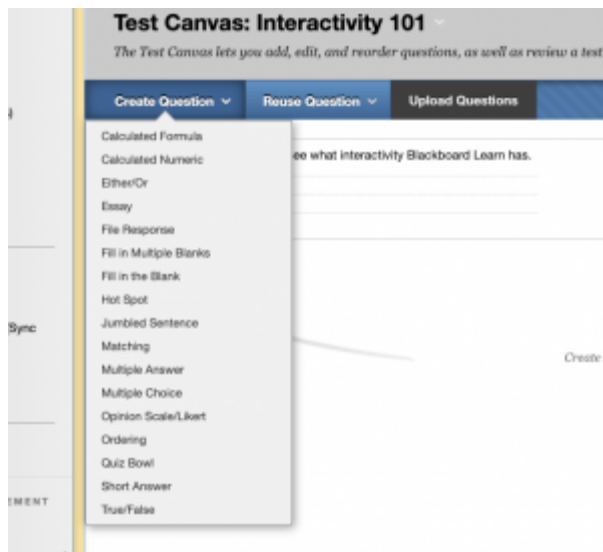 Test Canvas: Interactivity 101
The Test Canvas lets you add, edit, and reorder questions, as well as review a test
Create Question
Reuse Question
Upload Questions
Calculated Formula
Calculated Numeric
ee what interactivity Blackboard Learn has.
Either/Or
Essay
File Response
Fill in Multiple Blanks
Fill in the Blank
Hot Spot
Jumbled Sentence
/Sync
Matching
Create
Multiple Answer
Multiple Choice
Opinion Scale/Likert
Ordering
Quiz Bowl
Short Answer
EMENT
True/False